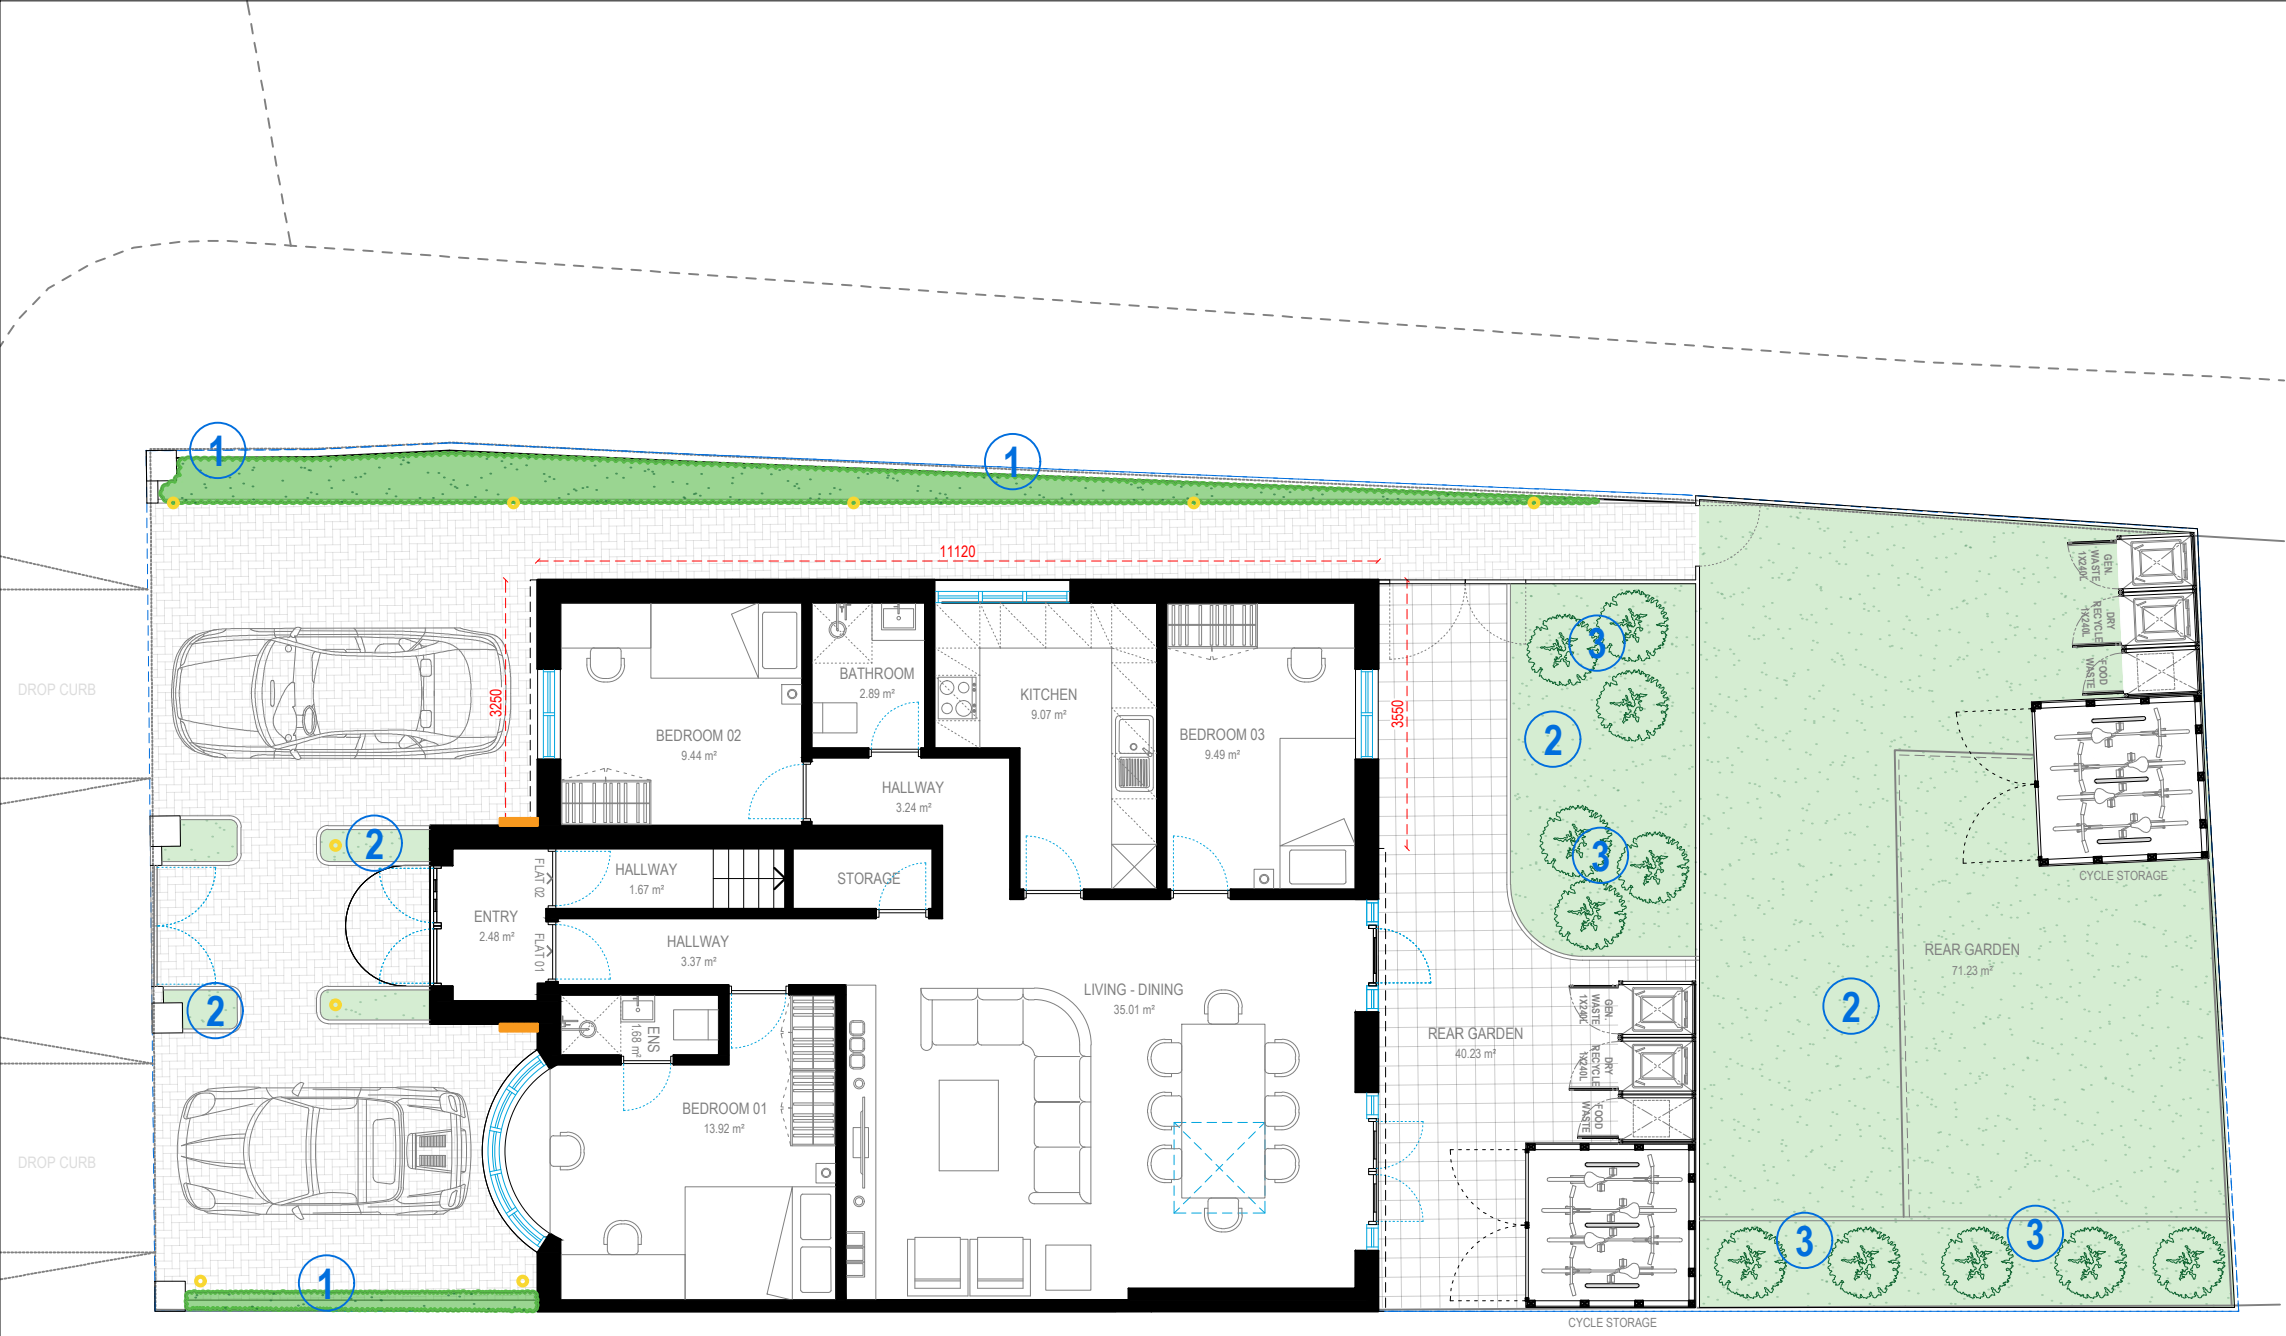 1
1
11120
3250
3550
DROP CURB
DROP CURB
BEDROOM 02
9.44 m²
BATHROOM
2.89 m²
KITCHEN
9.07 m²
BEDROOM 03
9.49 m²
HALLWAY
3.24 m²
HALLWAY
1.67 m²
STORAGE
FLAT 02
ENTRY
2.48 m²
FLAT 01
HALLWAY
3.37 m²
ENS
1.68 m²
BEDROOM 01
13.92 m²
LIVING - DINING
35.01 m²
2
2
1
3
2
3
REAR GARDEN
40.23 m²
GEN.
WASTE
1X240L
DRY
RECYCLE
1X240L
FOOD
WASTE
CYCLE STORAGE
GEN.
WASTE
1X240L
DRY
RECYCLE
1X240L
FOOD
WASTE
CYCLE STORAGE
REAR GARDEN
71.23 m²
2
3
3